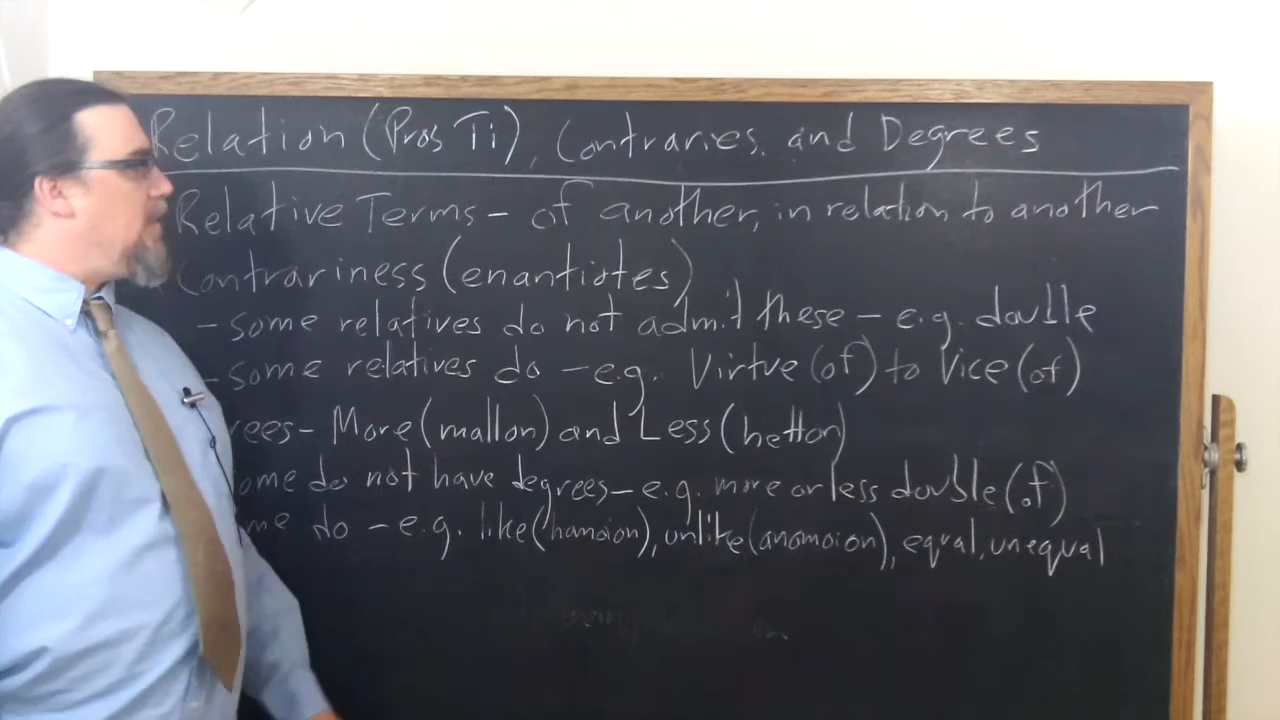 Relation (Pros Ti), Contraries, and Degrees
Relative Terms - of another, in relation to another
Contrariness (enantiotes)
- some relatives do not admit these - e.g. double
- some relatives do - e.g. Virtue (of) to Vice (of)
rees - More (mallon) and Less (hetton)
ome do not have degrees - e.g. more or less double (of)
me do - e.g. like (homoion), unlike (anomoion), equal, unequal